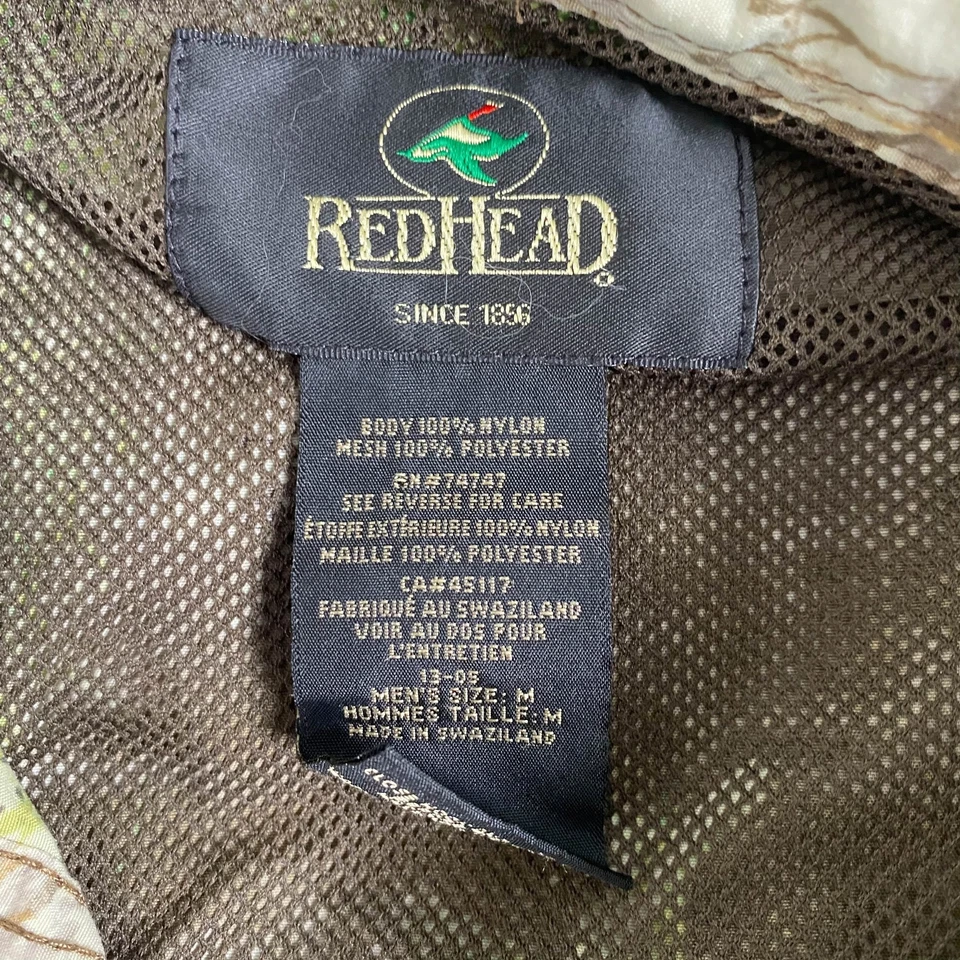 REDHEAD®
SINCE 1856
BODY 100% NYLON
MESH 100% POLYESTER
RN#74747
SEE REVERSE FOR CARE
ÉTOFFE EXTÉRIEURE 100% NYLON
MAILLE 100% POLYESTER
CA#45117
FABRIQUÉ AU SWAZILAND
VOIR AU DOS POUR
L'ENTRETIEN
13-05
MEN'S SIZE: M
HOMMES TAILLE: M
MADE IN SWAZILAND